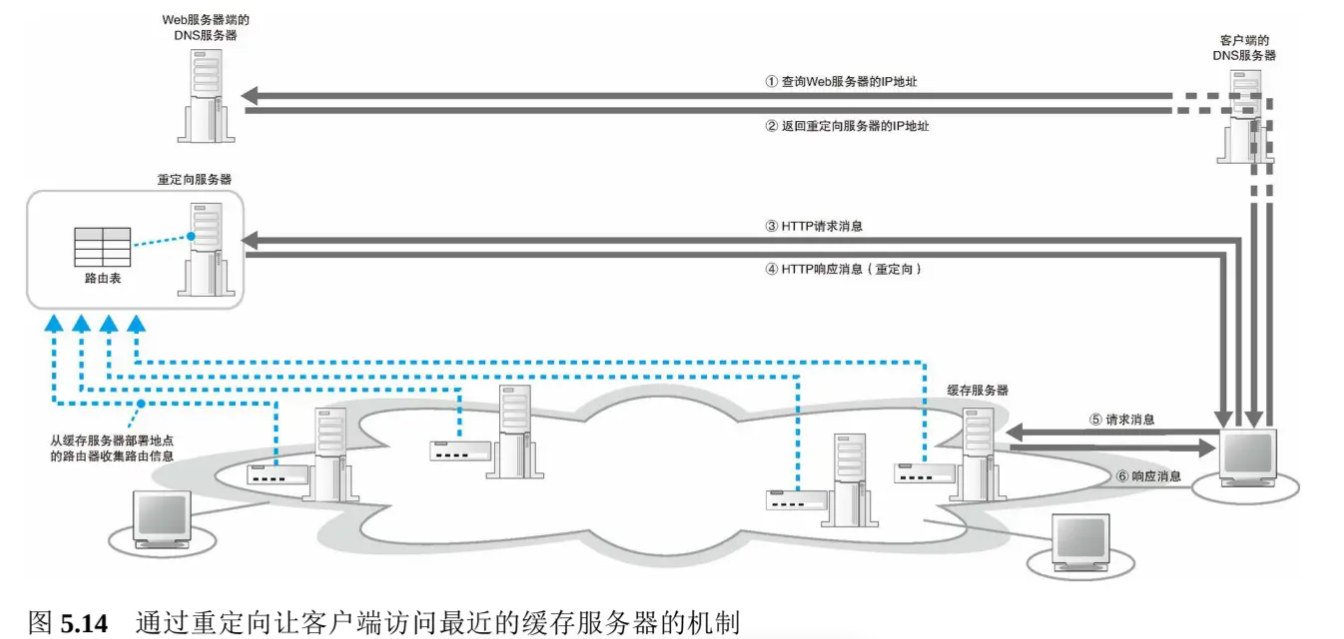 Web服务器端的
DNS服务器
客户端的
DNS服务器
① 查询Web服务器的IP地址
② 返回重定向服务器的IP地址
重定向服务器
路由表
③ HTTP请求消息
④ HTTP响应消息（重定向）
缓存服务器
⑤ 请求消息
从缓存服务器部署地点
的路由器收集路由信息
⑥ 响应消息
图 5.14 通过重定向让客户端访问最近的缓存服务器的机制